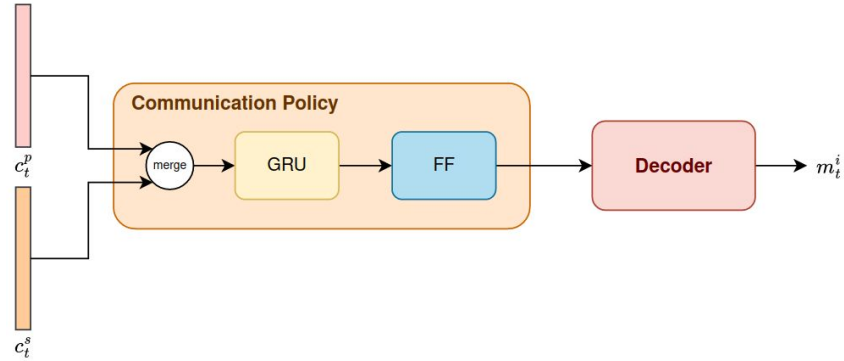 c_t^p
c_t^s
Communication Policy
merge
GRU
FF
Decoder
m_t^i